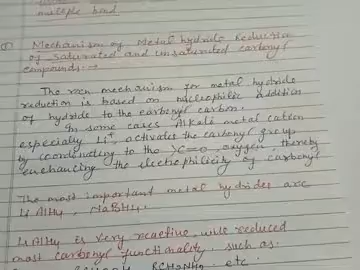 multiple bond
Mechanism of Metal hydride Reduction
of saturated and unsaturated carbonyl
compounds:-
The main mechanism for metal hydride
reduction is based on nucleophilic addition
of hydride to the carbonyl carbon.
In some cases Alkali metal cation
especially Li+, activates the carbonyl group
by coordinating to the >C=O, oxygen, thereby
enhancing the electrophilicity of carbonyl
The most important metal hydrides are
LiAlH4, NaBH4.
LiAlH4 is very reactive, will reduced
most carbonyl functionality, such as.
RCH2NH2, etc.